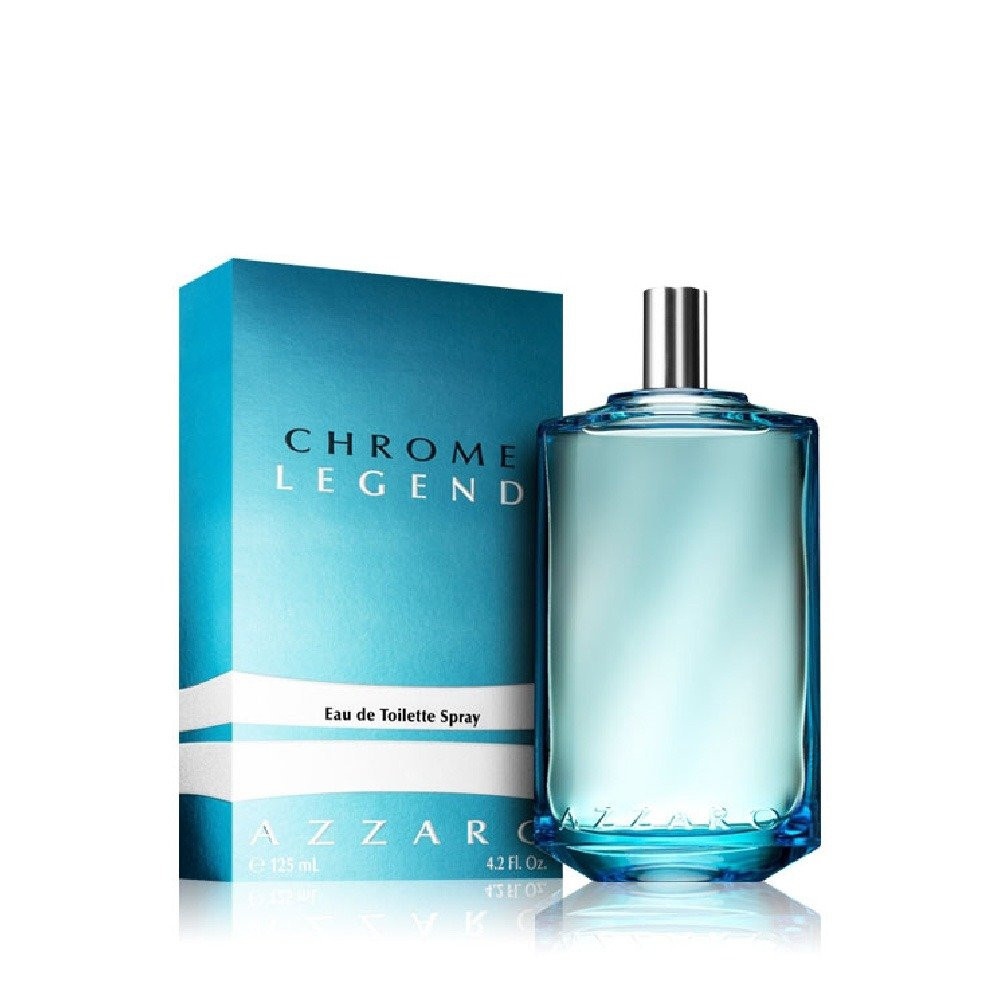 CHROME
LEGEND
Eau de Toilette Spray
AZZARO
℮ 125 mL 4.2 Fl. Oz.
AZZARO